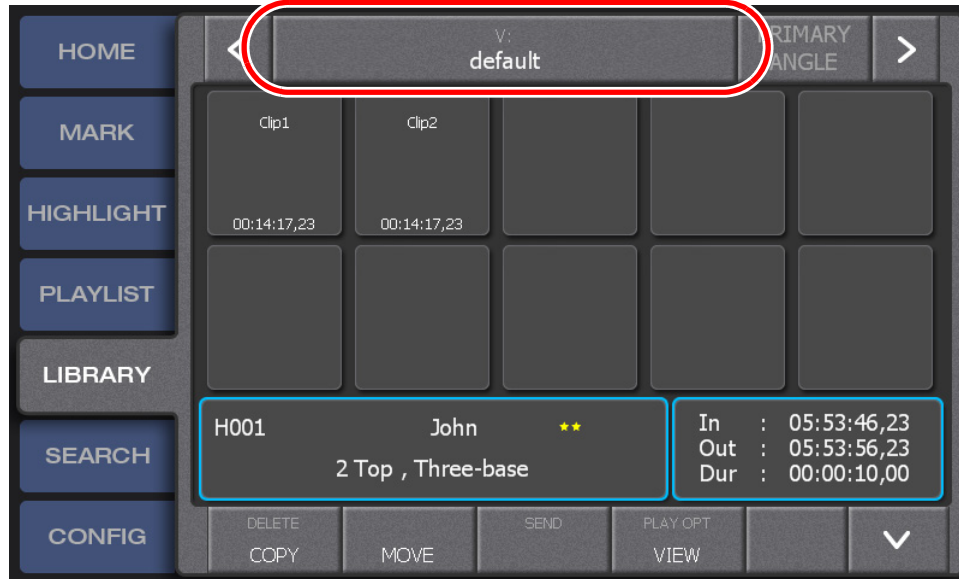 HOME
MARK
HIGHLIGHT
PLAYLIST
LIBRARY
SEARCH
CONFIG
<
V:
default
ANGLE
>
Clip1
00:14:17,23
Clip2
00:14:17,23
H001 John ★★
2 Top , Three-base
In : 05:53:46,23
Out : 05:53:56,23
Dur : 00:00:10,00
DELETE
COPY
MOVE
SEND
PLAY OPT
VIEW